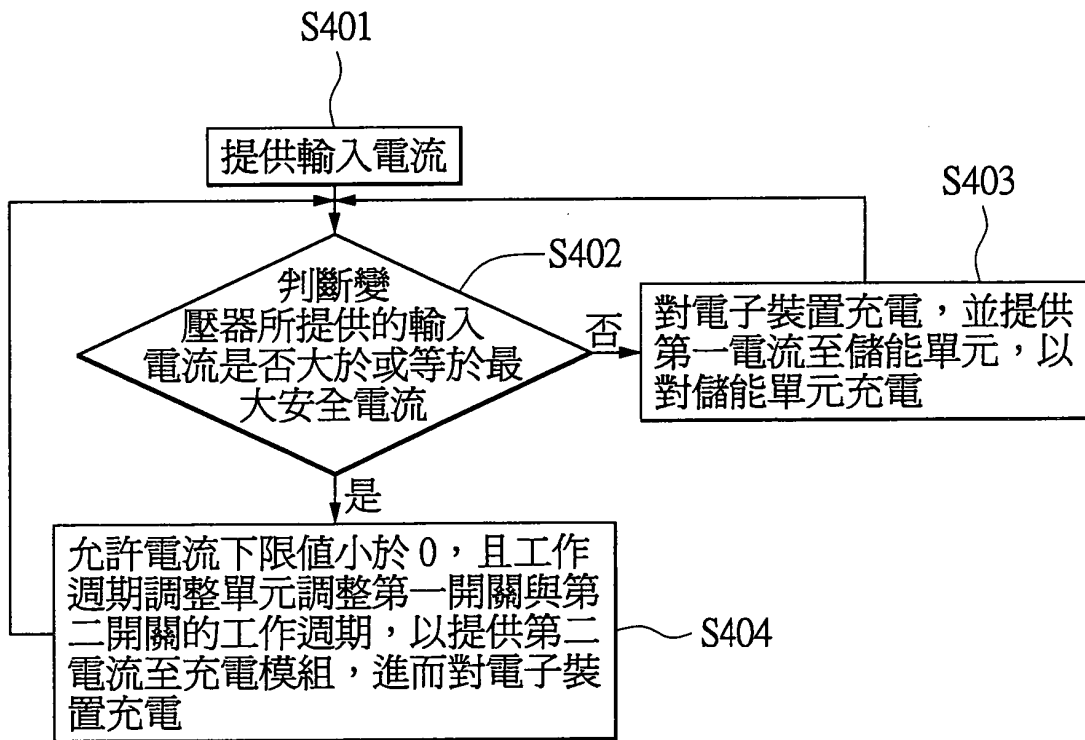 S401
提供輸入電流
S403
S402
判斷變
壓器所提供的輸入
電流是否大於或等於最
大安全電流
否
對電子裝置充電，並提供
第一電流至儲能單元，以
對儲能單元充電
是
允許電流下限值小於0，且工作
週期調整單元調整第一開關與第
二開關的工作週期，以提供第二
電流至充電模組，進而對電子裝
置充電
S404